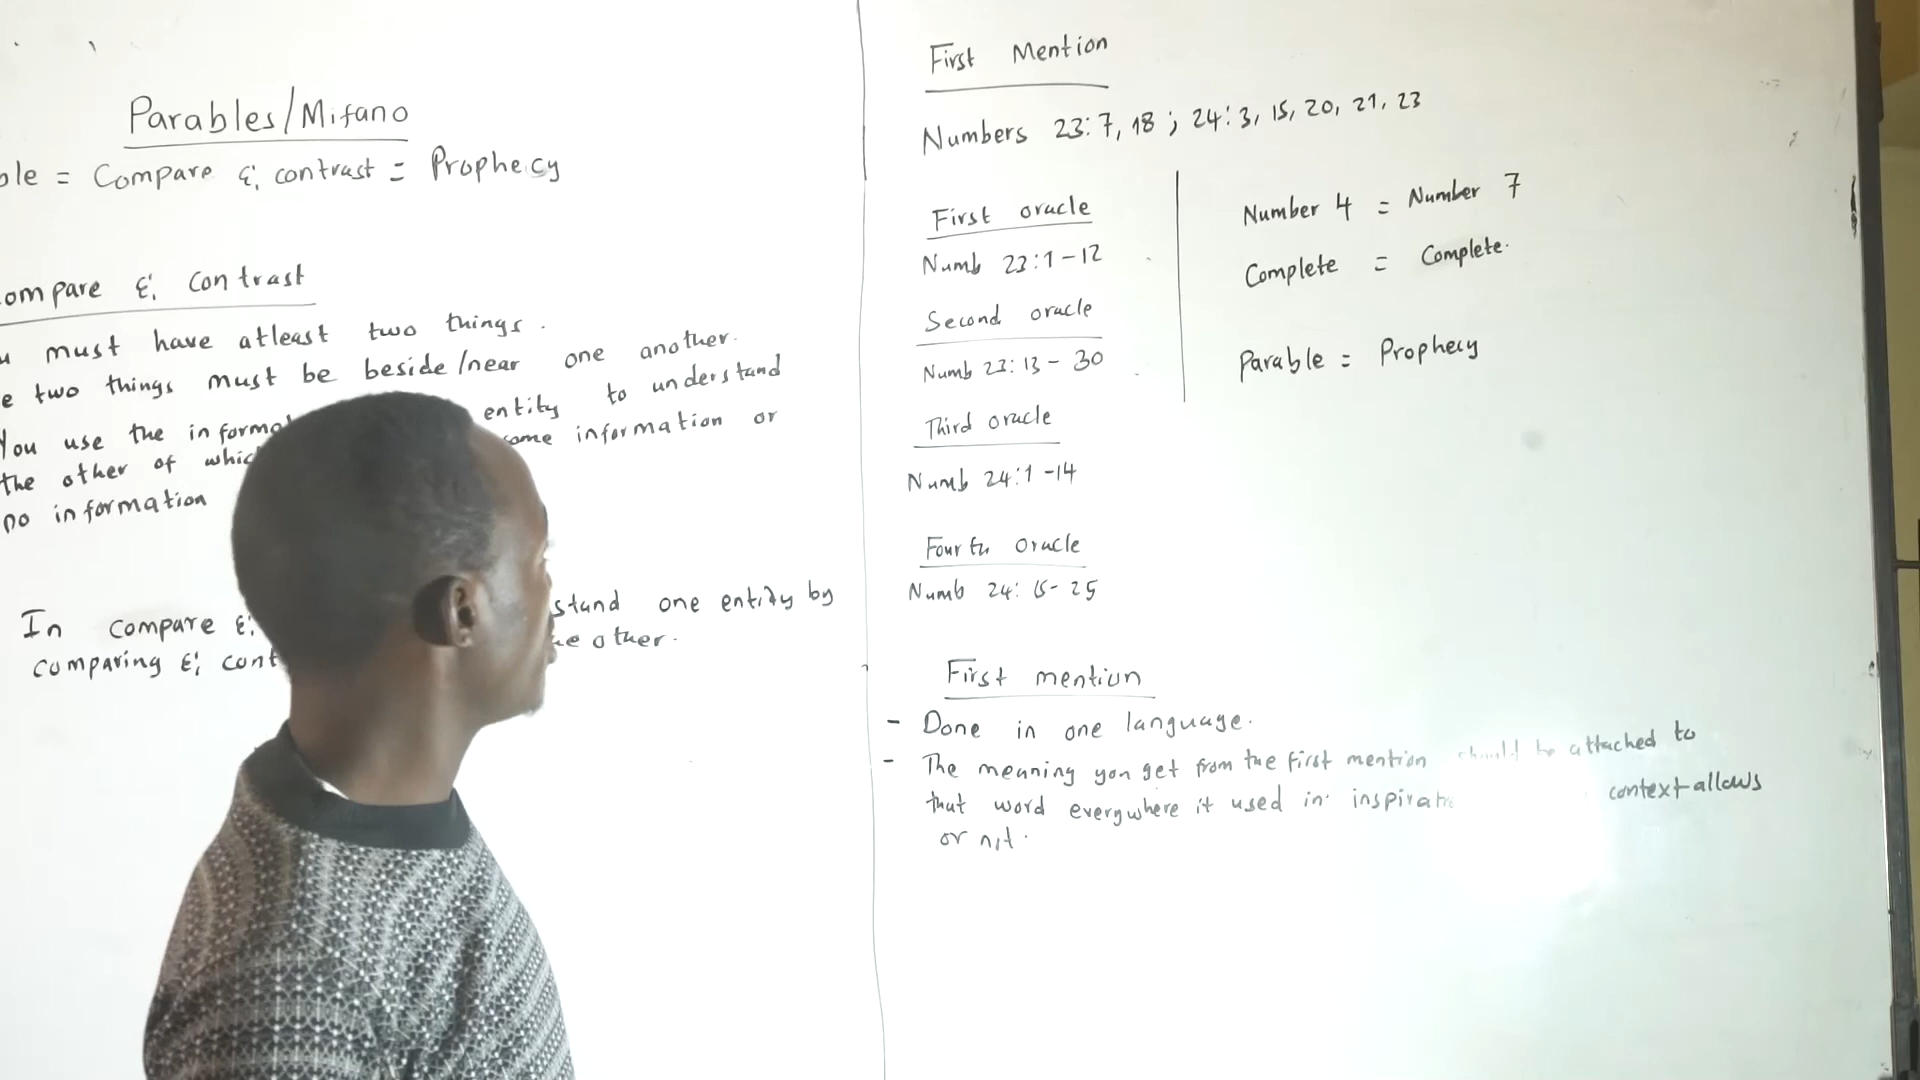 Parables/Mifano
ble = Compare & contrast = Prophecy
ompare & contrast
u must have atleast two things.
e two things must be beside/near one another.
You use the informa entity to understand
the other of whic some information or
no information
In compare & stand one entity by
comparing & cont he other.
First Mention
Numbers 23:7, 18 ; 24:3, 15, 20, 21, 23
First oracle
Numb 23:1-12
Second oracle
Numb 23:13-30
Third oracle
Numb 24:1-14
Fourth Oracle
Numb 24:15-25
Number 4 = Number 7
Complete = Complete.
Parable = Prophecy
First mention
- Done in one language.
- The meaning you get from the first mention should be attached to
that word everywhere it used in inspirati context allows
or not.